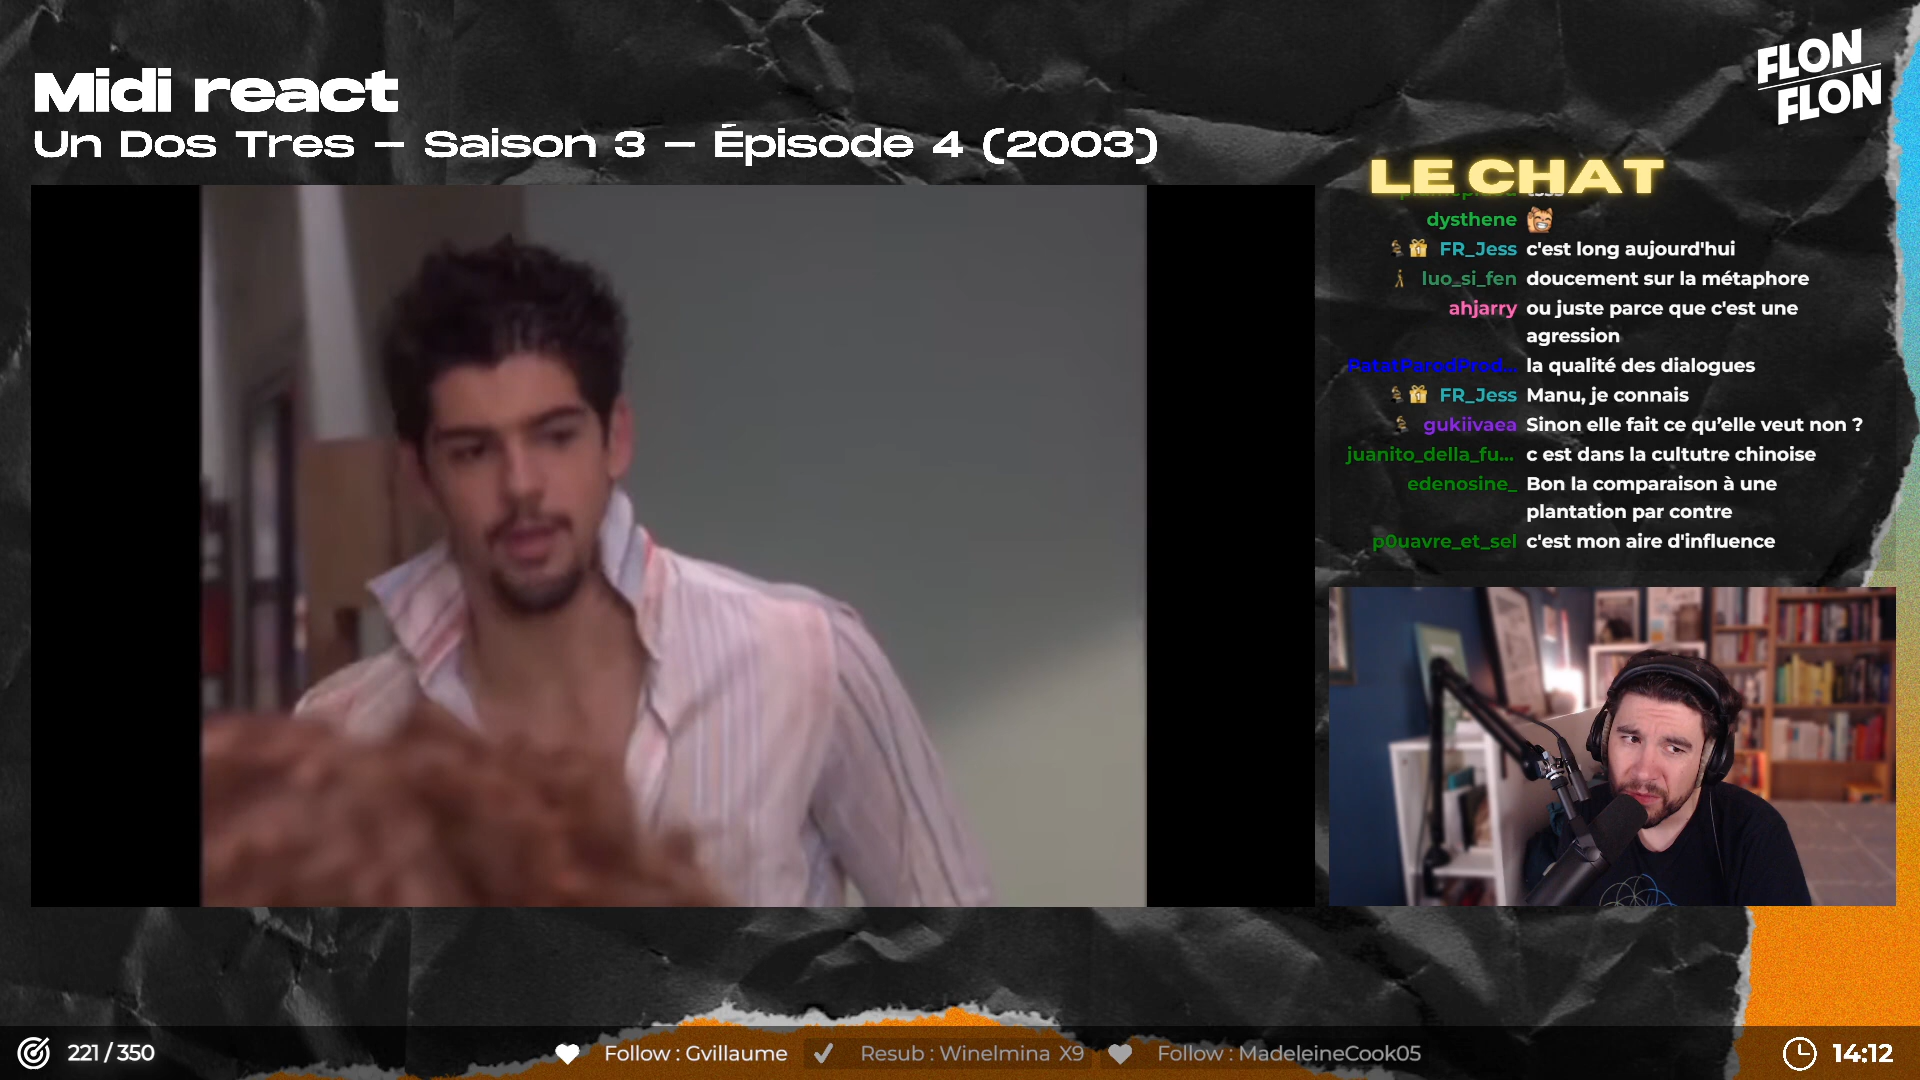 Midi react
Un Dos Tres – Saison 3 – Épisode 4 (2003)
FLON
FLON
LE CHAT
dysthene
FR_Jess c'est long aujourd'hui
luo_si_fen doucement sur la métaphore
ahjarry ou juste parce que c'est une
agression
PatatParodProd... la qualité des dialogues
FR_Jess Manu, je connais
gukiivaea Sinon elle fait ce qu’elle veut non ?
juanito_della_fu... c est dans la cultutre chinoise
edenosine_ Bon la comparaison à une
plantation par contre
p0uavre_et_sel c'est mon aire d'influence
221 / 350
Follow : Gvillaume
Resub : Winelmina X9
Follow : MadeleineCook05
14:12